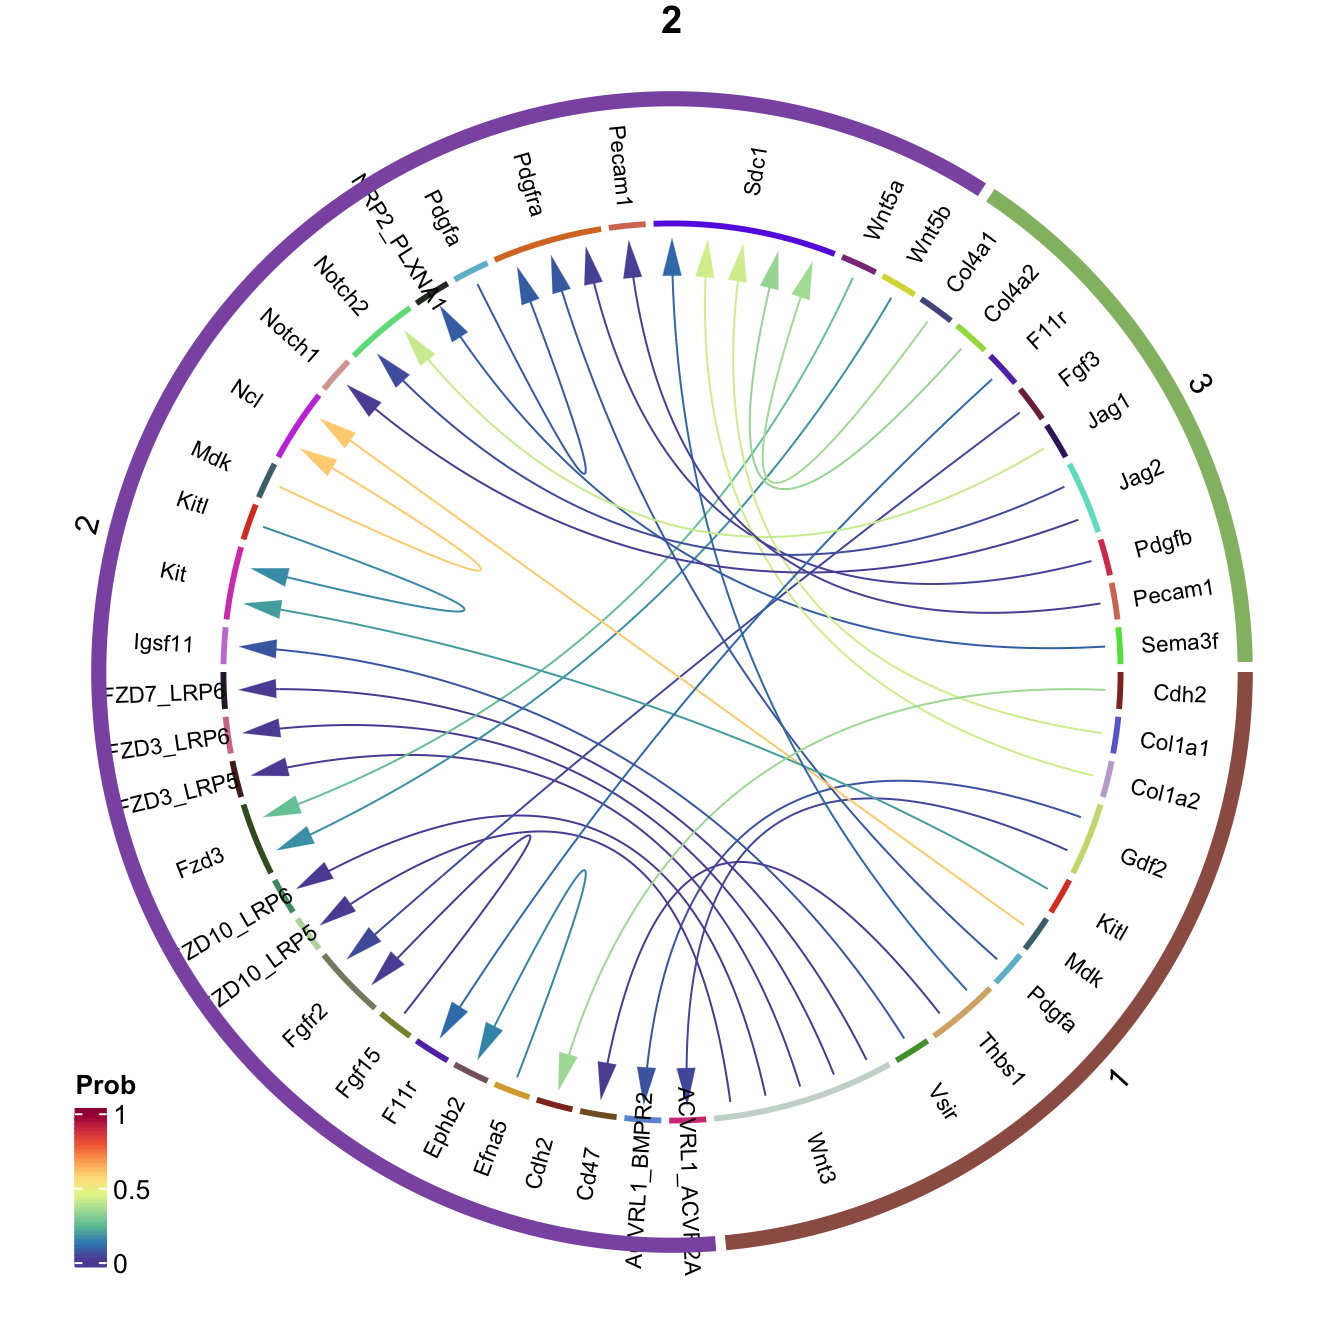 2
Pecam1
Sdc1
Wnt5a
Wnt5b
Col4a1
Col4a2
F11r
Fgf3
Jag1
Jag2
Pdgfb
Pecam1
Sema3f
3
Cdh2
Col1a1
Col1a2
Gdf2
Kitl
Mdk
Pdgfa
Thbs1
Vsir
Wnt3
1
ACVRL1_ACVR2A
ACVRL1_BMPR2
Cd47
Cdh2
Efna5
Ephb2
F11r
Fgf15
Fgfr2
FZD10_LRP5
FZD10_LRP6
Fzd3
FZD3_LRP5
FZD3_LRP6
FZD7_LRP6
Igsf11
Kit
Kitl
Mdk
Ncl
Notch1
Notch2
NRP2_PLXNA1
Pdgfa
Pdgfra
2
Prob
1
0.5
0